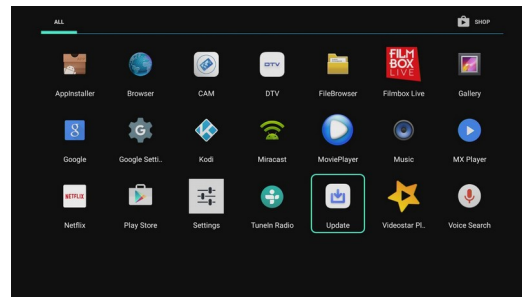 ALL
SHOP
DTV
FILM
BOX
LIVE
AppInstaller Browser CAM DTV FileBrowser Filmbox Live Gallery
8 G
Google Google Setti.. Kodi Miracast MoviePlayer Music MX Player
NETFLIX
Netflix Play Store Settings TuneIn Radio Update Videostar Pl.. Voice Search